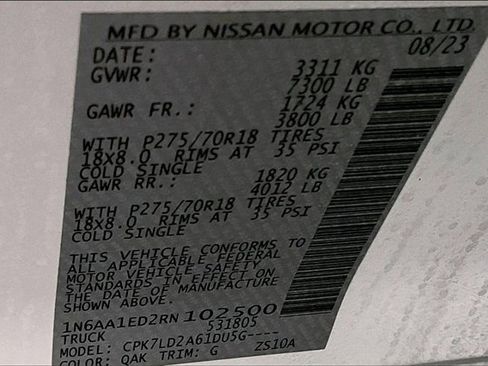 MFD BY NISSAN MOTOR CO., LTD.
DATE: 08/23
GVWR: 3311 KG
7300 LB
GAWR FR.: 1724 KG
3800 LB
WITH P275/70R18 TIRES
18X8.0 RIMS AT 35 PSI
COLD SINGLE
GAWR RR.: 1820 KG
4012 LB
WITH P275/70R18 TIRES
18X8.0 RIMS AT 35 PSI
COLD SINGLE
THIS VEHICLE CONFORMS TO
ALL APPLICABLE FEDERAL
MOTOR VEHICLE SAFETY
STANDARDS IN EFFECT ON
THE DATE OF MANUFACTURE
SHOWN ABOVE.
1N6AA1ED2RN102500
TRUCK 531805
MODEL: CPK7LD2A61DU5G----
COLOR: QAK TRIM: G ZS10A